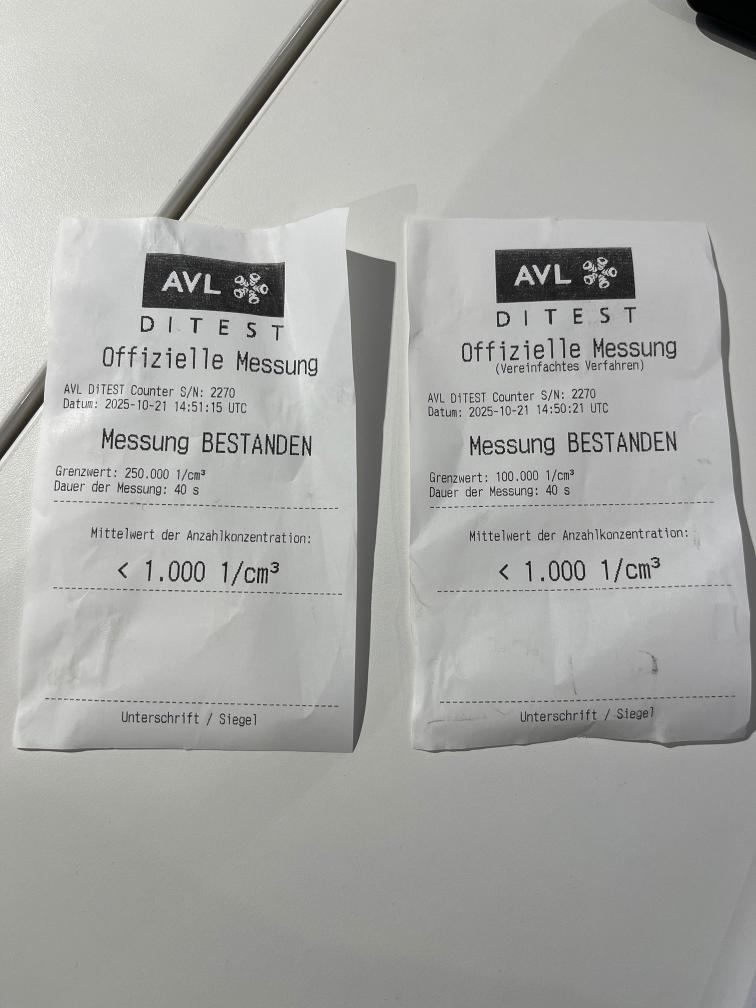 AVL
DITEST
Offizielle Messung
AVL DiTEST Counter S/N: 2270
Datum: 2025-10-21 14:51:15 UTC
Messung BESTANDEN
Grenzwert: 250.000 1/cm³
Dauer der Messung: 40 s
Mittelwert der Anzahlkonzentration:
< 1.000 1/cm³
Unterschrift / Siegel
AVL
DITEST
Offizielle Messung
(Vereinfachtes Verfahren)
AVL DiTEST Counter S/N: 2270
Datum: 2025-10-21 14:50:21 UTC
Messung BESTANDEN
Grenzwert: 100.000 1/cm³
Dauer der Messung: 40 s
Mittelwert der Anzahlkonzentration:
< 1.000 1/cm³
Unterschrift / Siegel